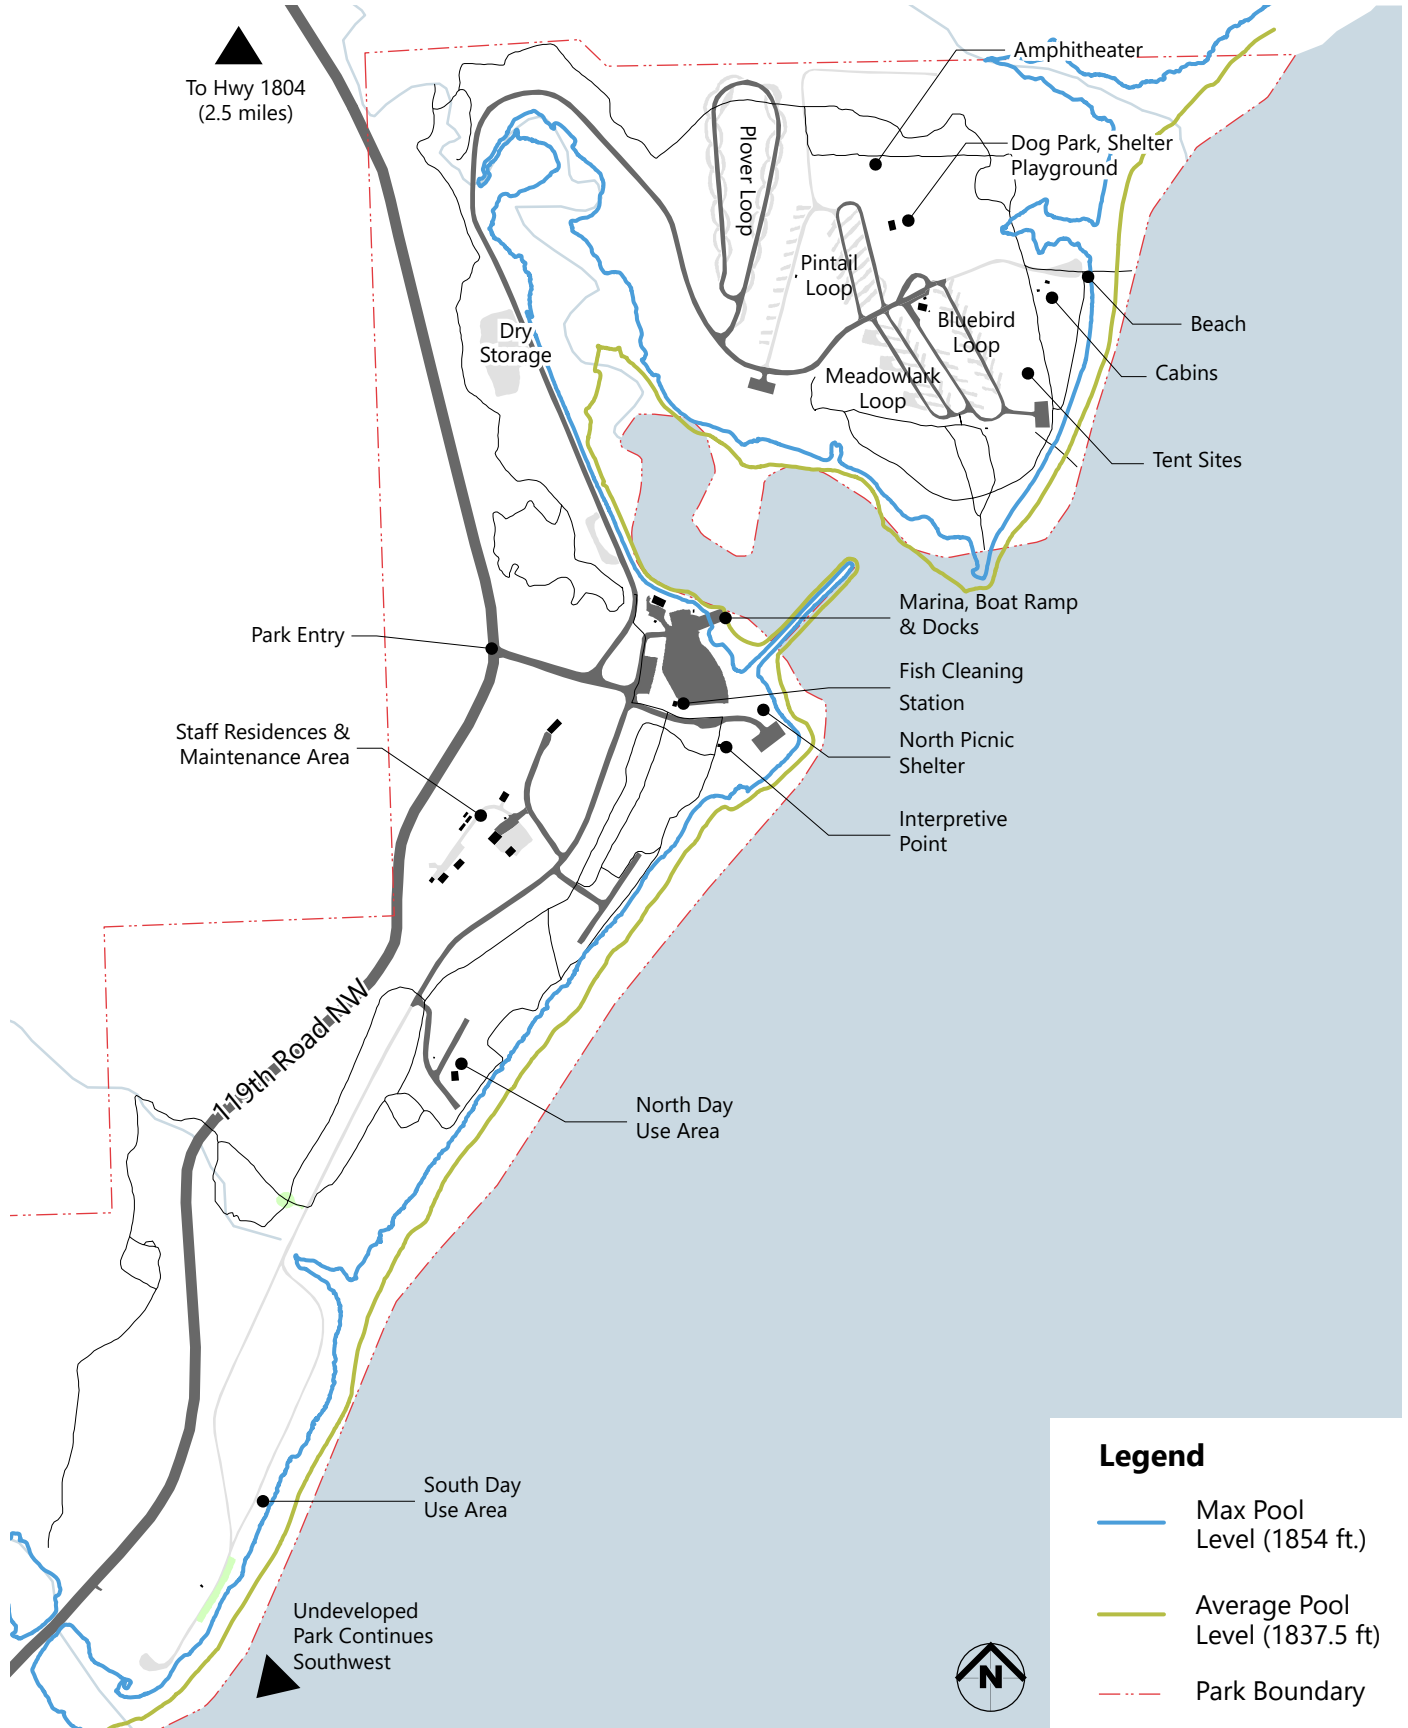 To Hwy 1804
(2.5 miles)
Amphitheater
Dog Park, Shelter
Playground
Plover Loop
Pintail
Loop
Bluebird
Loop
Beach
Dry
Storage
Meadowlark
Loop
Cabins
Tent Sites
Marina, Boat Ramp
& Docks
Park Entry
Fish Cleaning
Station
Staff Residences &
Maintenance Area
North Picnic
Shelter
Interpretive
Point
119th Road NW
North Day
Use Area
South Day
Use Area
Undeveloped
Park Continues
Southwest
N
Legend
Max Pool
Level (1854 ft.)
Average Pool
Level (1837.5 ft)
Park Boundary